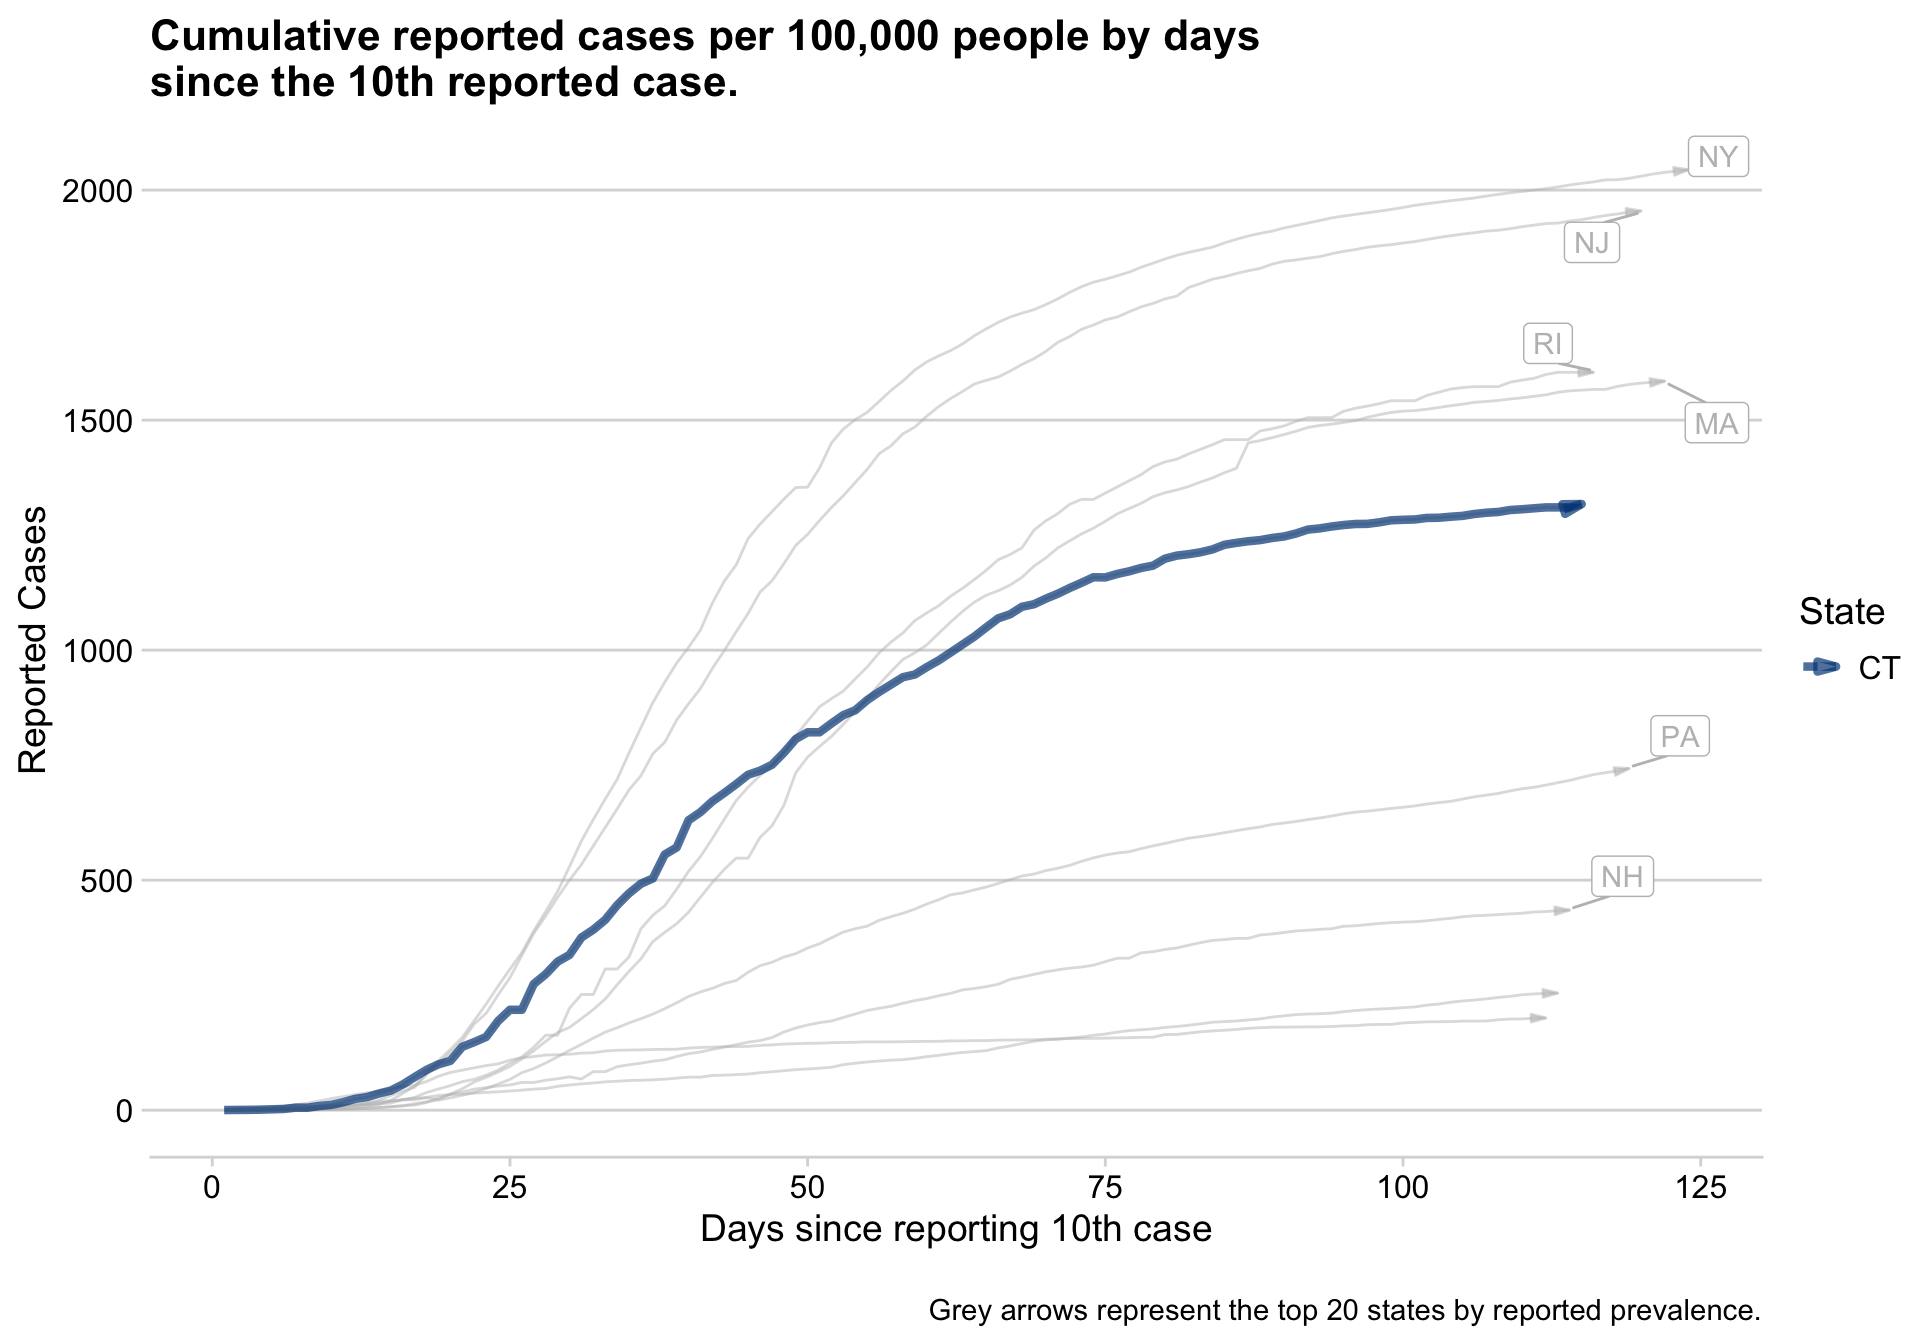 Cumulative reported cases per 100,000 people by days
since the 10th reported case.
NY
2000
NJ
RI
MA
1500
Reported Cases
State
CT
1000
PA
NH
500
0
0 25 50 75 100 125
Days since reporting 10th case
Grey arrows represent the top 20 states by reported prevalence.